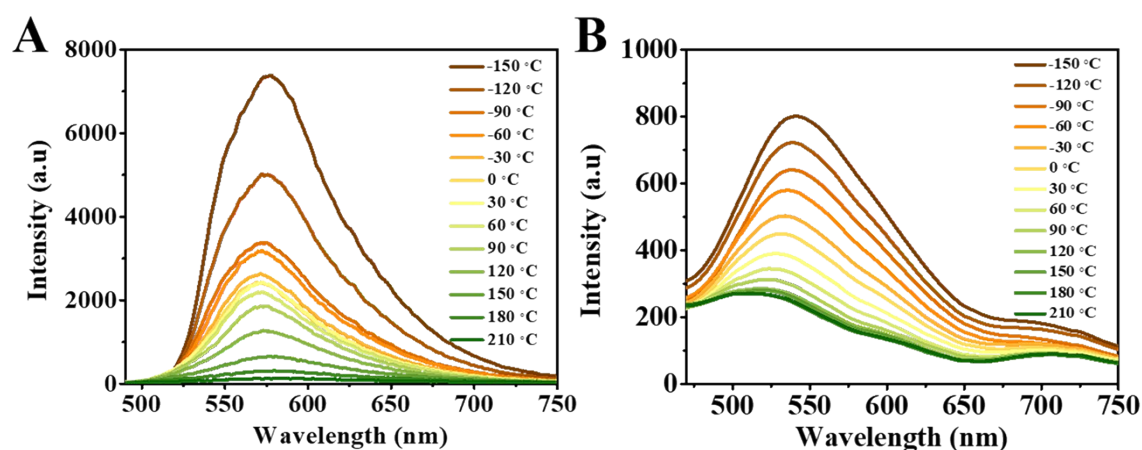 A
8000
6000
4000
2000
0
Intensity (a.u)
500
550
600
650
700
750
Wavelength (nm)
-150 °C
-120 °C
-90 °C
-60 °C
-30 °C
0 °C
30 °C
60 °C
90 °C
120 °C
150 °C
180 °C
210 °C
B
1000
800
600
400
200
0
Intensity (a.u)
500
550
600
650
700
750
Wavelength (nm)
-150 °C
-120 °C
-90 °C
-60 °C
-30 °C
0 °C
30 °C
60 °C
90 °C
120 °C
150 °C
180 °C
210 °C